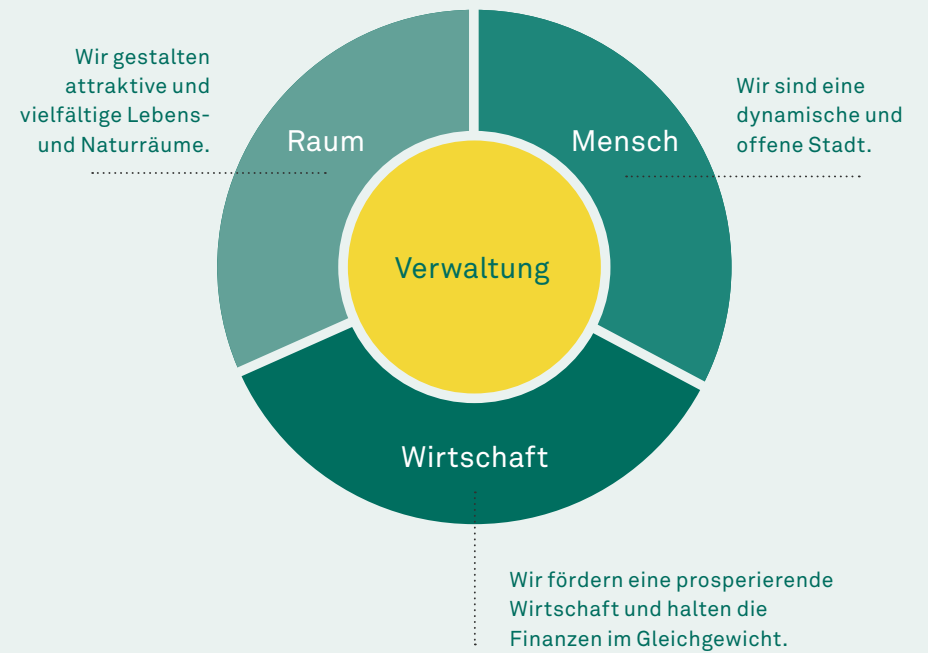 Wir gestalten
attraktive und
vielfältige Lebens-
und Naturräume.
Raum
Mensch
Wir sind eine
dynamische und
offene Stadt.
Verwaltung
Wirtschaft
Wir fördern eine prosperierende
Wirtschaft und halten die
Finanzen im Gleichgewicht.